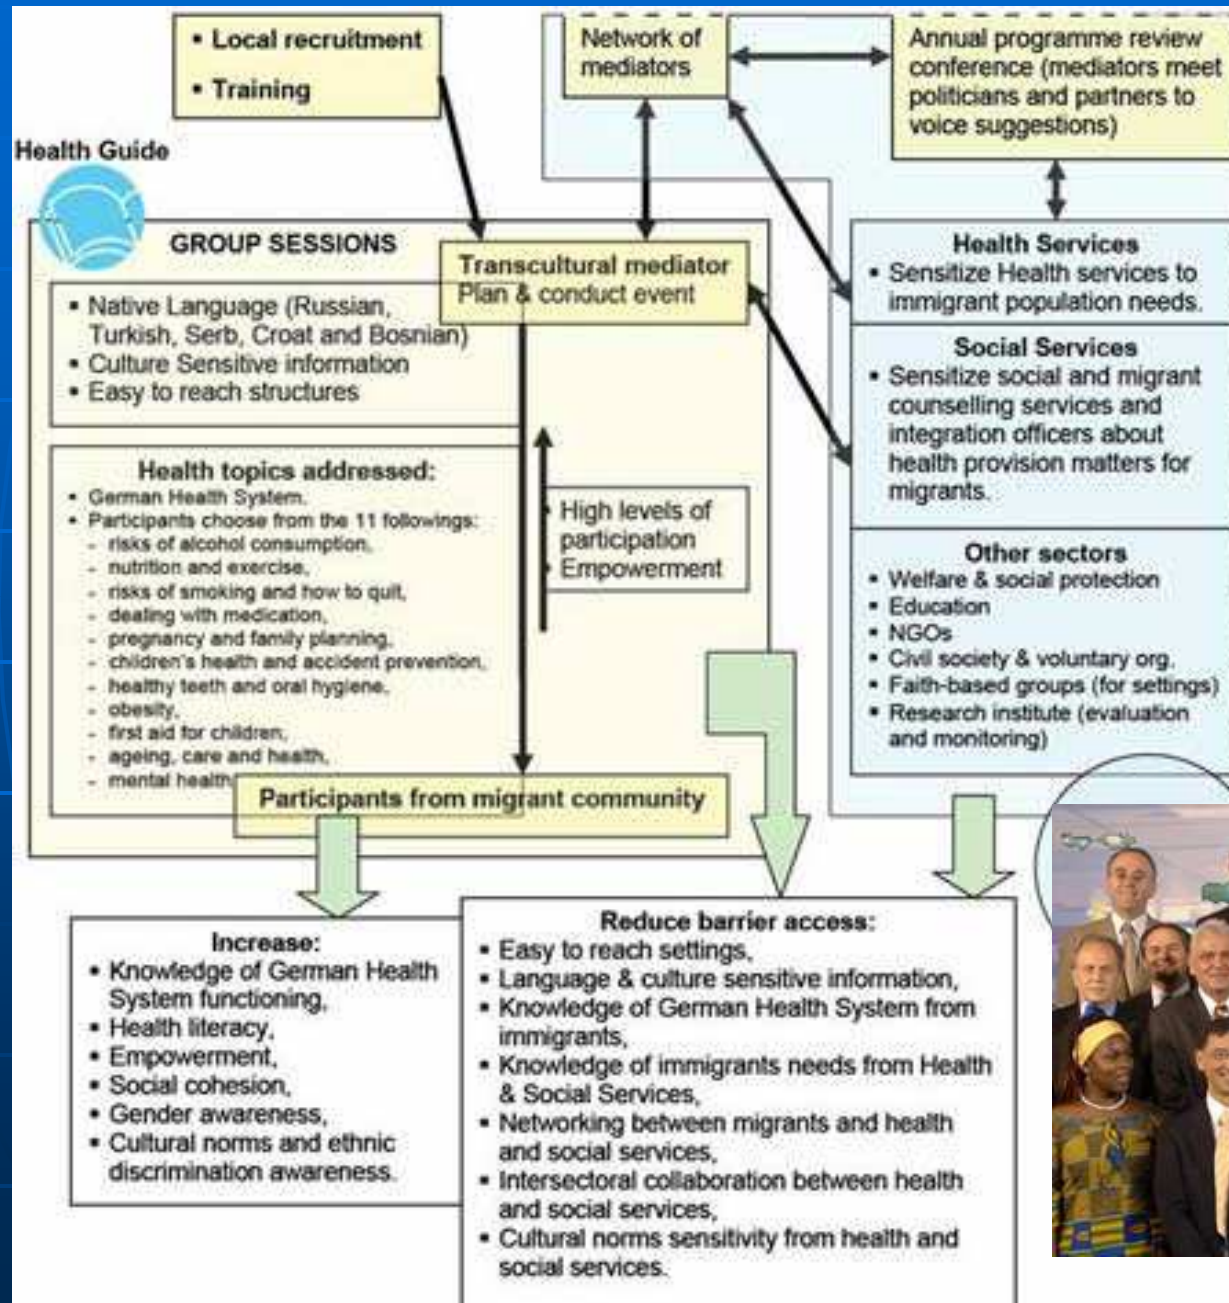 ▪ Local recruitment
▪ Training
Network of
mediators
Annual programme review
conference (mediators meet
politicians and partners to
voice suggestions)
Health Guide
GROUP SESSIONS
Transcultural mediator
Plan & conduct event
▪ Native Language (Russian,
Turkish, Serb, Croat and Bosnian)
▪ Culture Sensitive information
▪ Easy to reach structures
Health topics addressed:
▪ German Health System.
▪ Participants choose from the 11 followings:
- risks of alcohol consumption,
- nutrition and exercise,
- risks of smoking and how to quit,
- dealing with medication,
- pregnancy and family planning,
- children's health and accident prevention,
- healthy teeth and oral hygiene,
- obesity,
- first aid for children,
- ageing, care and health,
- mental health
▪ High levels of
participation
▪ Empowerment
Participants from migrant community
Health Services
▪ Sensitize Health services to
immigrant population needs.
Social Services
▪ Sensitize social and migrant
counselling services and
integration officers about
health provision matters for
migrants.
Other sectors
▪ Welfare & social protection
▪ Education
▪ NGOs
▪ Civil society & voluntary org.
▪ Faith-based groups (for settings)
▪ Research institute (evaluation
and monitoring)
Increase:
▪ Knowledge of German Health
System functioning,
▪ Health literacy,
▪ Empowerment,
▪ Social cohesion,
▪ Gender awareness,
▪ Cultural norms and ethnic
discrimination awareness.
Reduce barrier access:
▪ Easy to reach settings,
▪ Language & culture sensitive information,
▪ Knowledge of German Health System from
immigrants,
▪ Knowledge of immigrants needs from Health
& Social Services,
▪ Networking between migrants and health
and social services,
▪ Intersectoral collaboration between health
and social services,
▪ Cultural norms sensitivity from health and
social services.